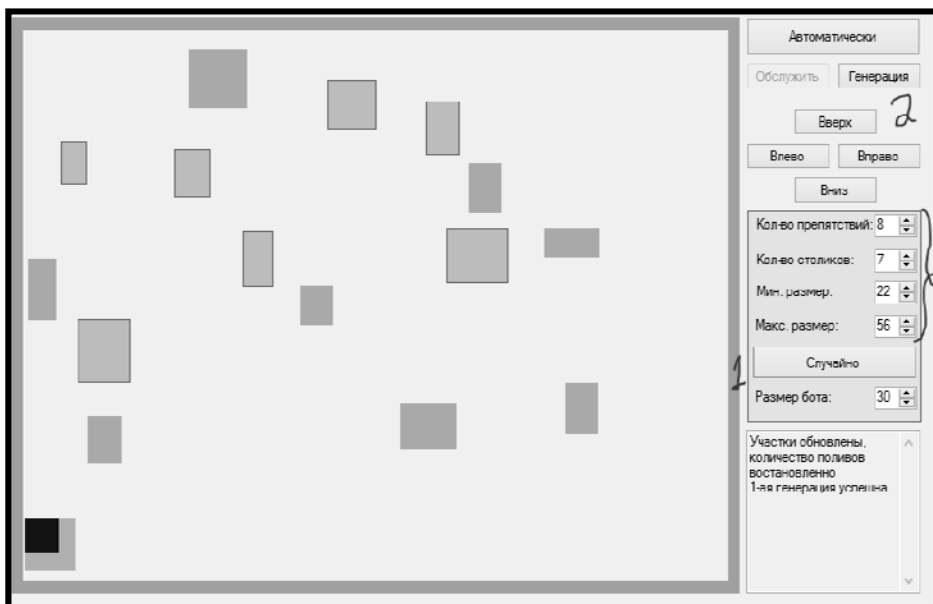 Автоматически
Обслужить Генерация
2
Вверх
Влево Вправо
Вниз
Кол-во препятствий: 8
Кол-во столиков: 7
Мин. размер: 22
Макс. размер: 56
1 Случайно
Размер бота: 30
Участки обновлены,
количество поливов
востановленно
1-ая генерация успешна